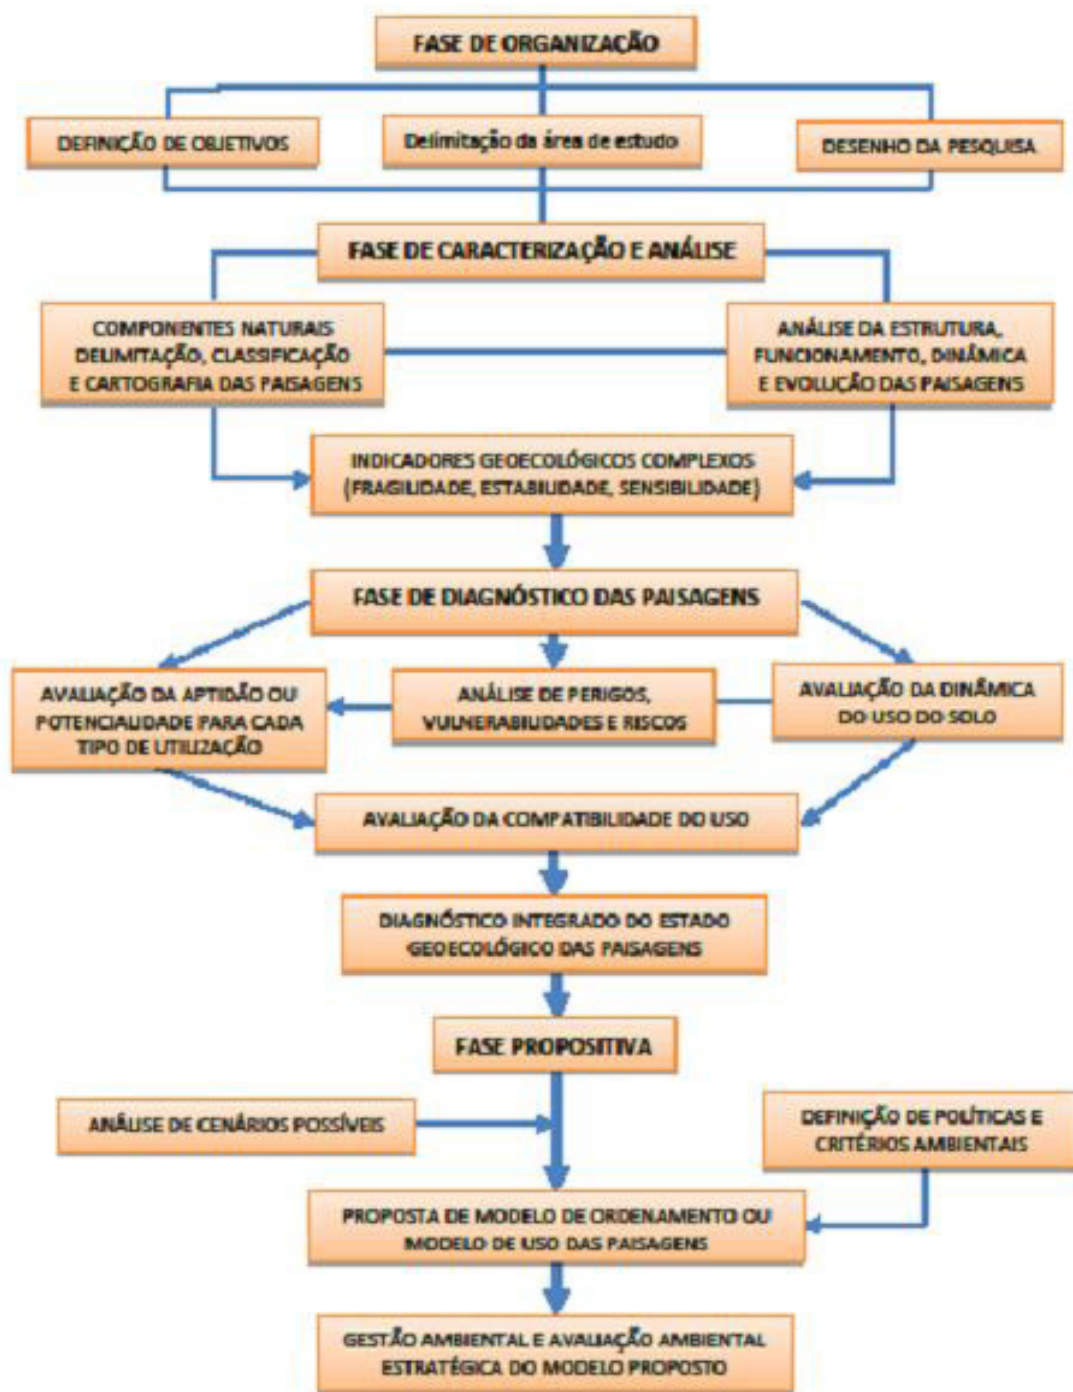 FASE DE ORGANIZAÇÃO
DEFINIÇÃO DE OBJETIVOS
Delimitação da área de estudo
DESENHO DA PESQUISA
FASE DE CARACTERIZAÇÃO E ANÁLISE
COMPONENTES NATURAIS
DELIMITAÇÃO, CLASSIFICAÇÃO
E CARTOGRAFIA DAS PAISAGENS
ANÁLISE DA ESTRUTURA,
FUNCIONAMENTO, DINÂMICA
E EVOLUÇÃO DAS PAISAGENS
INDICADORES GEOECOLÓGICOS COMPLEXOS
(FRAGILIDADE, ESTABILIDADE, SENSIBILIDADE)
FASE DE DIAGNÓSTICO DAS PAISAGENS
AVALIAÇÃO DA APTIDÃO OU
POTENCIALIDADE PARA CADA
TIPO DE UTILIZAÇÃO
ANÁLISE DE PERIGOS,
VULNERABILIDADES E RISCOS
AVALIAÇÃO DA DINÂMICA
DO USO DO SOLO
AVALIAÇÃO DA COMPATIBILIDADE DO USO
DIAGNÓSTICO INTEGRADO DO ESTADO
GEOECOLÓGICO DAS PAISAGENS
FASE PROPOSITIVA
ANÁLISE DE CENÁRIOS POSSÍVEIS
DEFINIÇÃO DE POLÍTICAS E
CRITÉRIOS AMBIENTAIS
PROPOSTA DE MODELO DE ORDENAMENTO OU
MODELO DE USO DAS PAISAGENS
GESTÃO AMBIENTAL E AVALIAÇÃO AMBIENTAL
ESTRATÉGICA DO MODELO PROPOSTO